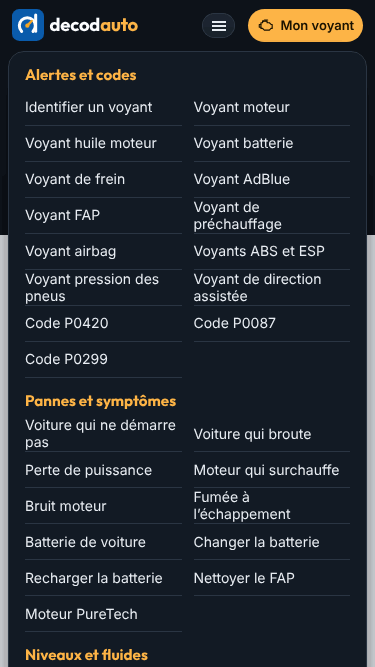 decodauto
Mon voyant
Alertes et codes
Identifier un voyant
Voyant moteur
Voyant huile moteur
Voyant batterie
Voyant de frein
Voyant AdBlue
Voyant FAP
Voyant de
préchauffage
Voyant airbag
Voyants ABS et ESP
Voyant pression des
pneus
Voyant de direction
assistée
Code P0420
Code P0087
Code P0299
Pannes et symptômes
Voiture qui ne démarre
pas
Voiture qui broute
Perte de puissance
Moteur qui surchauffe
Bruit moteur
Fumée à
l’échappement
Batterie de voiture
Changer la batterie
Recharger la batterie
Nettoyer le FAP
Moteur PureTech
Niveaux et fluides